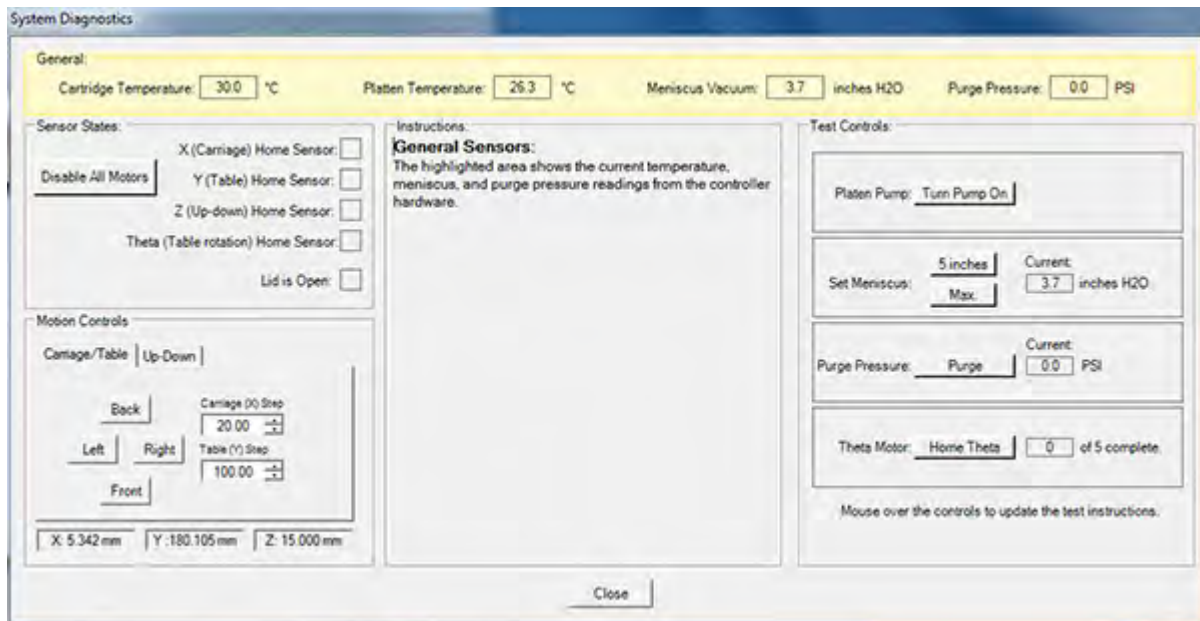 System Diagnostics
General:
Cartridge Temperature: 30.0 °C Platten Temperature: 26.3 °C Meniscus Vacuum: 3.7 inches H2O Purge Pressure: 0.0 PSI
Sensor States:
X (Carriage) Home Sensor:
Disable All Motors
Y (Table) Home Sensor:
Z (Up-down) Home Sensor:
Theta (Table rotation) Home Sensor:
Lid is Open:
Motion Controls
Carriage/Table Up-Down
Back
Left Right
Front
Carriage (X) Step
20.00
Table (Y) Step
100.00
X: 5.342 mm Y :180.105 mm Z: 15.000 mm
Instructions:
General Sensors:
The highlighted area shows the current temperature,
meniscus, and purge pressure readings from the controller
hardware.
Test Controls:
Platen Pump: Turn Pump On
Set Meniscus:
5 inches
Max.
Current:
3.7 inches H2O
Purge Pressure: Purge
Current:
0.0 PSI
Theta Motor: Home Theta 0 of 5 complete.
Mouse over the controls to update the test instructions.
Close